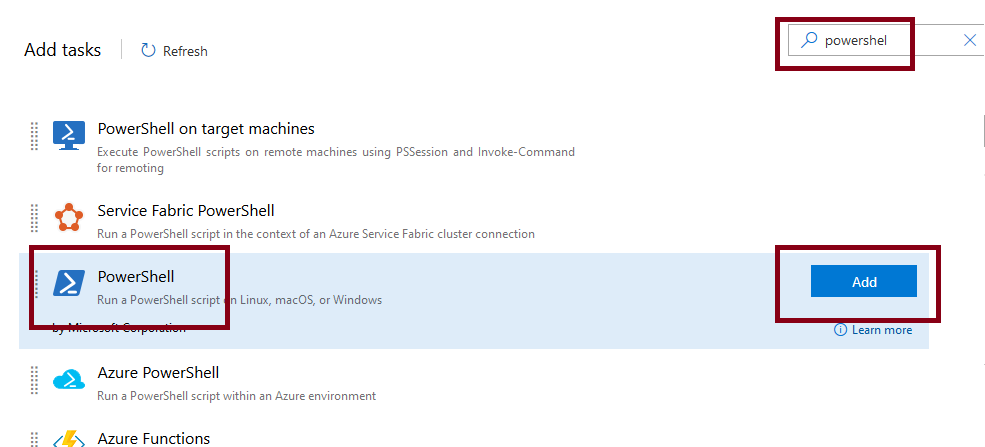 Add tasks
Refresh
powershel
PowerShell on target machines
Execute PowerShell scripts on remote machines using PSSession and Invoke-Command
for remoting
Service Fabric PowerShell
Run a PowerShell script in the context of an Azure Service Fabric cluster connection
PowerShell
Add
Run a PowerShell script on Linux, macOS, or Windows
by Microsoft Corporation
Learn more
Azure PowerShell
Run a PowerShell script within an Azure environment
Azure Functions